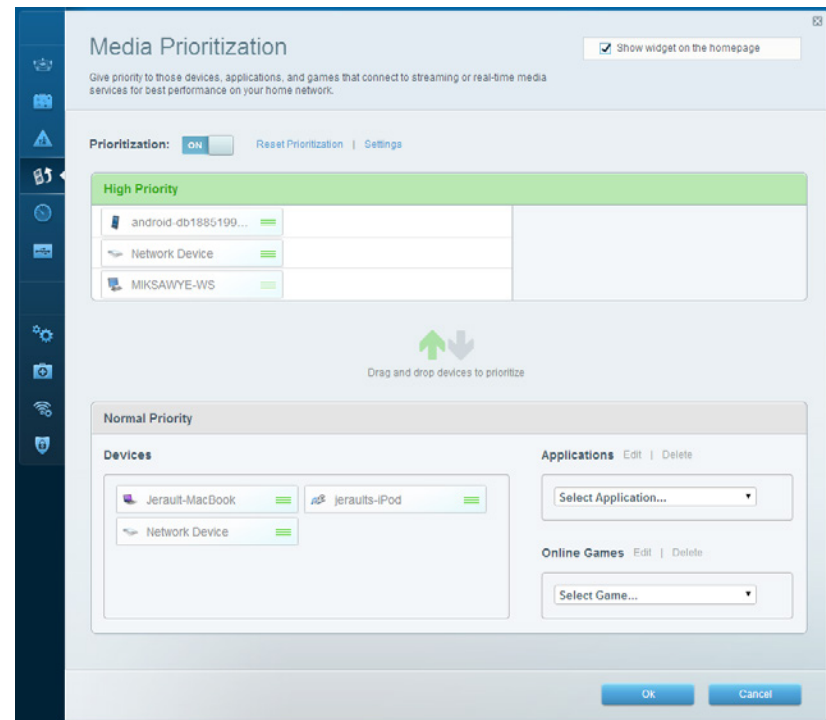 Media Prioritization
Show widget on the homepage
Give priority to those devices, applications, and games that connect to streaming or real-time media
services for best performance on your home network.
Prioritization: ON Reset Prioritization | Settings
High Priority
android-db1885199...
Network Device
MIKSAWYE-WS
Drag and drop devices to prioritize
Normal Priority
Devices
Jerault-MacBook
jeraults-iPod
Network Device
Applications Edit | Delete
Select Application...
Online Games Edit | Delete
Select Game...
Ok
Cancel